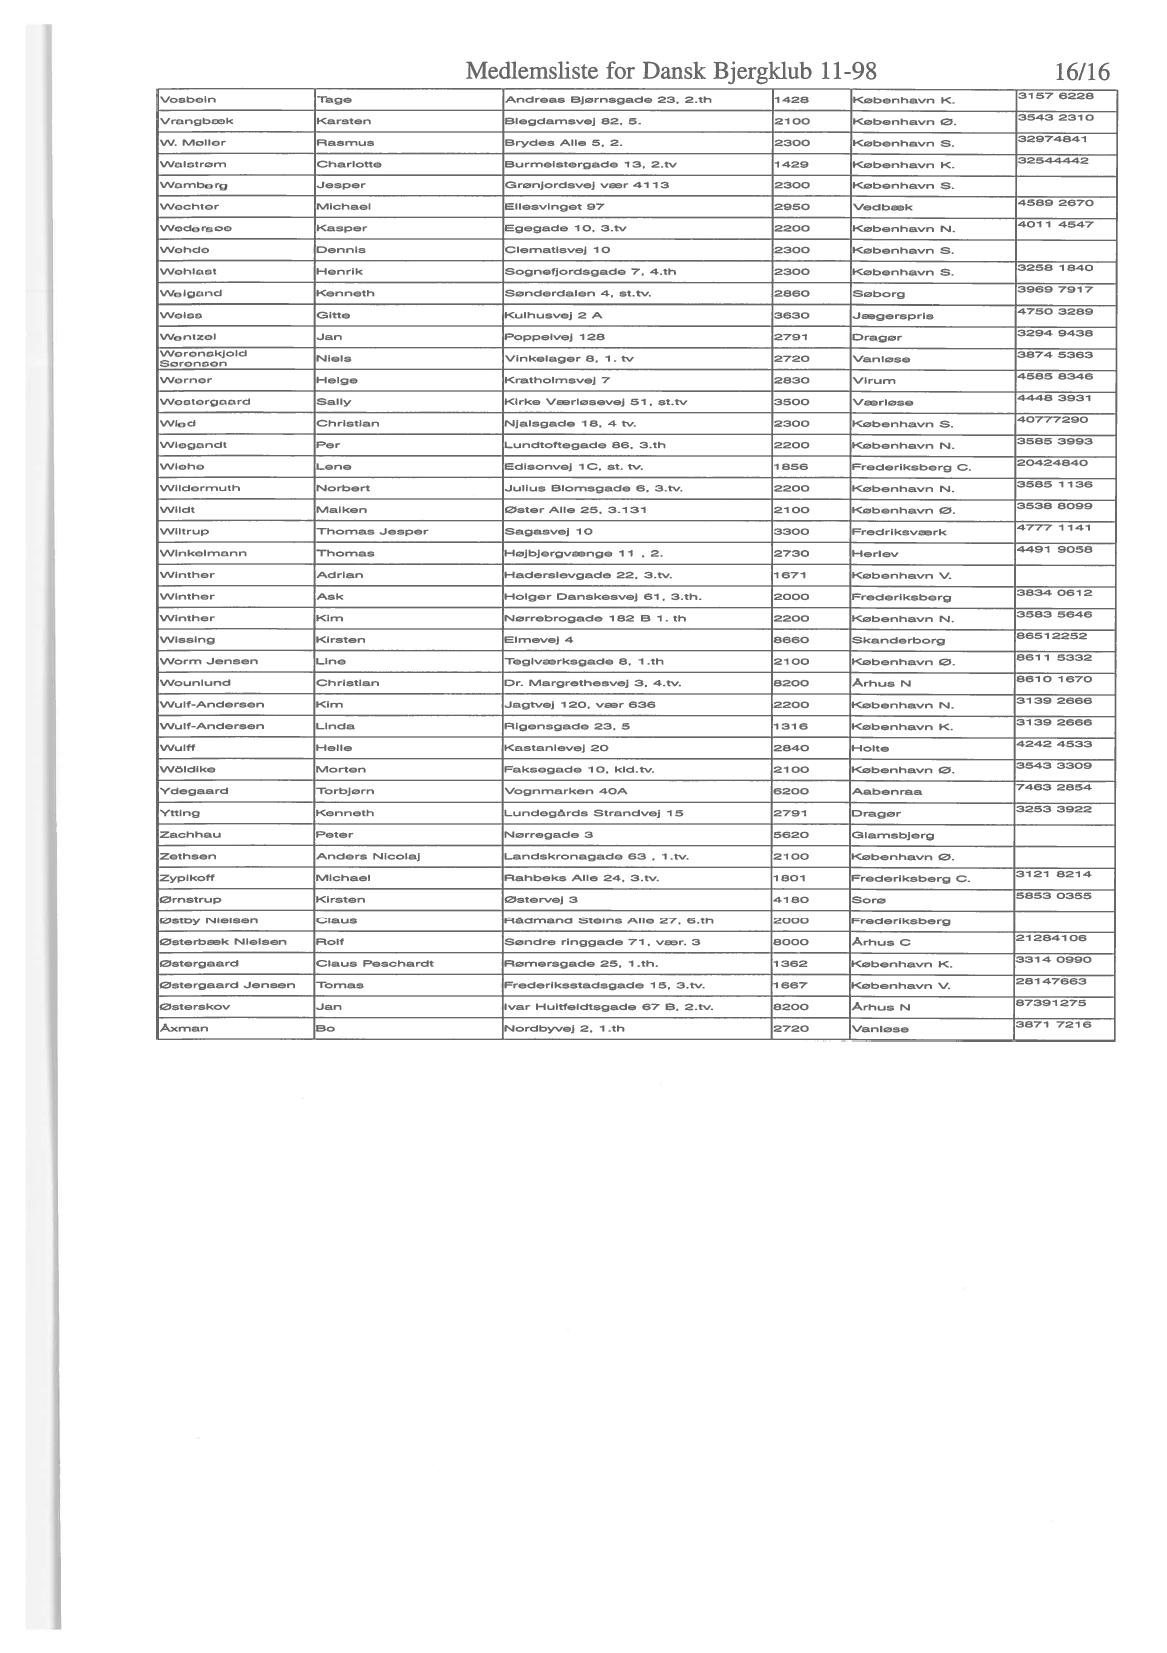 Medlemsliste for Dansk Bjergklub 11-98 16/16
Vosbein Tage Andreas Bjørnsgade 23, 2.th 1428 København K. 3157 6228
Vrangbæk Karsten Blegdamsvej 82, 5. 2100 København Ø. 3543 2310
W. Møller Rasmus Brydes Alle 5, 2. 2300 København S. 32974841
Walstrøm Charlotte Burmeistergade 13, 2.tv 1429 København K. 32544442
Wamberg Jesper Grønjordsvej vær 4113 2300 København S.
Wechter Michael Ellesvinget 97 2950 Vedbæk 4589 2670
Wedersøe Kasper Egegade 10, 3.tv 2200 København N. 4011 4547
Wehde Dennis Clematisvej 10 2300 København S.
Wehlast Henrik Sognefjordsgade 7, 4.th 2300 København S. 3258 1840
Weigand Kenneth Sønderdalen 4, st.tv. 2860 Søborg 3969 7917
Weiss Gitte Kulhusvej 2 A 3630 Jægerspris 4750 3289
Wentzel Jan Poppelvej 128 2791 Dragør 3294 9438
Werenskjold
Sørensen Niels Vinkelager 8, 1. tv 2720 Vanløse 3874 5363
Werner Helge Kratholmsvej 7 2830 Virum 4585 8346
Westergaard Sally Kirke Værløsevej 51, st.tv 3500 Værløse 4448 3931
Wied Christian Njalsgade 18, 4 tv. 2300 København S. 40777290
Wiegandt Per Lundtoftegade 86, 3.th 2200 København N. 3585 3993
Wiehe Lene Edisonvej 1C, st. tv. 1856 Frederiksberg C. 20424840
Wildermuth Norbert Julius Blomsgade 6, 3.tv. 2200 København N. 3585 1136
Wildt Malken Øster Alle 25, 3.131 2100 København Ø. 3538 8099
Wiltrup Thomas Jesper Sagasvej 10 3300 Fredriksværk 4777 1141
Winkelmann Thomas Højbjergvænge 11 , 2. 2730 Herlev 4491 9058
Winther Adrian Haderslevgade 22, 3.tv. 1671 København V.
Winther Ask Holger Danskesvej 61, 3.th. 2000 Frederiksberg 3834 0612
Winther Kim Nørrebrogade 182 B 1. th 2200 København N. 3583 5646
Wissing Kirsten Elmevej 4 8660 Skanderborg 86512252
Worm Jensen Line Teglværksgade 8, 1.th 2100 København Ø. 8611 5332
Wounlund Christian Dr. Margrethesvej 3, 4.tv. 8200 Århus N 8610 1670
Wulf-Andersen Kim Jagtvej 120, vær 636 2200 København N. 3139 2666
Wulf-Andersen Linda Rigensgade 23, 5 1316 København K. 3139 2666
Wulff Helle Kastanievej 20 2840 Holte 4242 4533
Wöldike Morten Faksegade 10, kld.tv. 2100 København Ø. 3543 3309
Ydegaard Torbjørn Vognmarken 40A 6200 Aabenraa 7463 2854
Ytting Kenneth Lundegårds Strandvej 15 2791 Dragør 3253 3922
Zachhau Peter Nørregade 3 5620 Glamsbjerg
Zethsen Anders Nicolaj Landskronagade 63 , 1.tv. 2100 København Ø.
Zypikoff Michael Rahbeks Alle 24, 3.tv. 1801 Frederiksberg C. 3121 8214
Ørnstrup Kirsten Østervej 3 4180 Sorø 5853 0355
Østby Nielsen Claus Rådmand Steins Alle 27, 6.th 2000 Frederiksberg
Østerbæk Nielsen Rolf Søndre ringgade 71, vær. 3 8000 Århus C 21284106
Østergaard Claus Peschardt Rømersgade 25, 1.th. 1362 København K. 3314 0990
Østergaard Jensen Tomas Frederiksstadsgade 15, 3.tv. 1667 København V. 28147663
Østerskov Jan Ivar Huitfeldtsgade 67 B, 2.tv. 8200 Århus N 87391275
Åxman Bo Nordbyvej 2, 1.th 2720 Vanløse 3871 7216